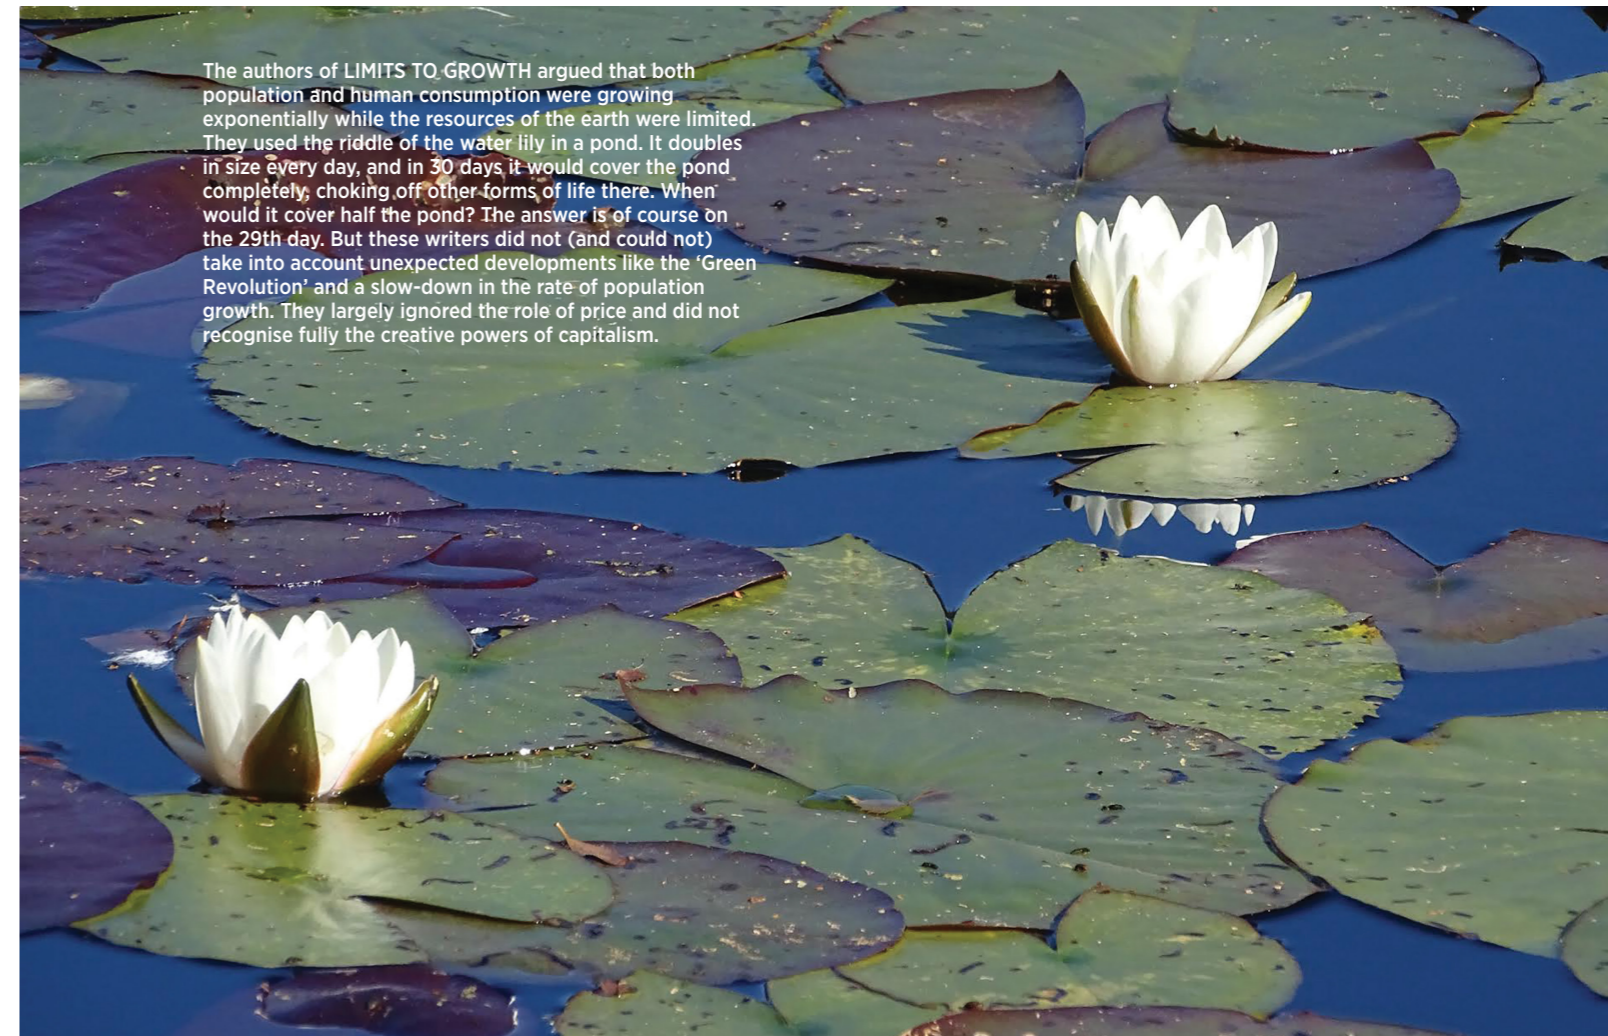 The authors of LIMITS TO GROWTH argued that both
population and human consumption were growing
exponentially while the resources of the earth were limited.
They used the riddle of the water lily in a pond. It doubles
in size every day, and in 30 days it would cover the pond
completely, choking off other forms of life there. When
would it cover half the pond? The answer is of course on
the 29th day. But these writers did not (and could not)
take into account unexpected developments like the ‘Green
Revolution’ and a slow-down in the rate of population
growth. They largely ignored the role of price and did not
recognise fully the creative powers of capitalism.